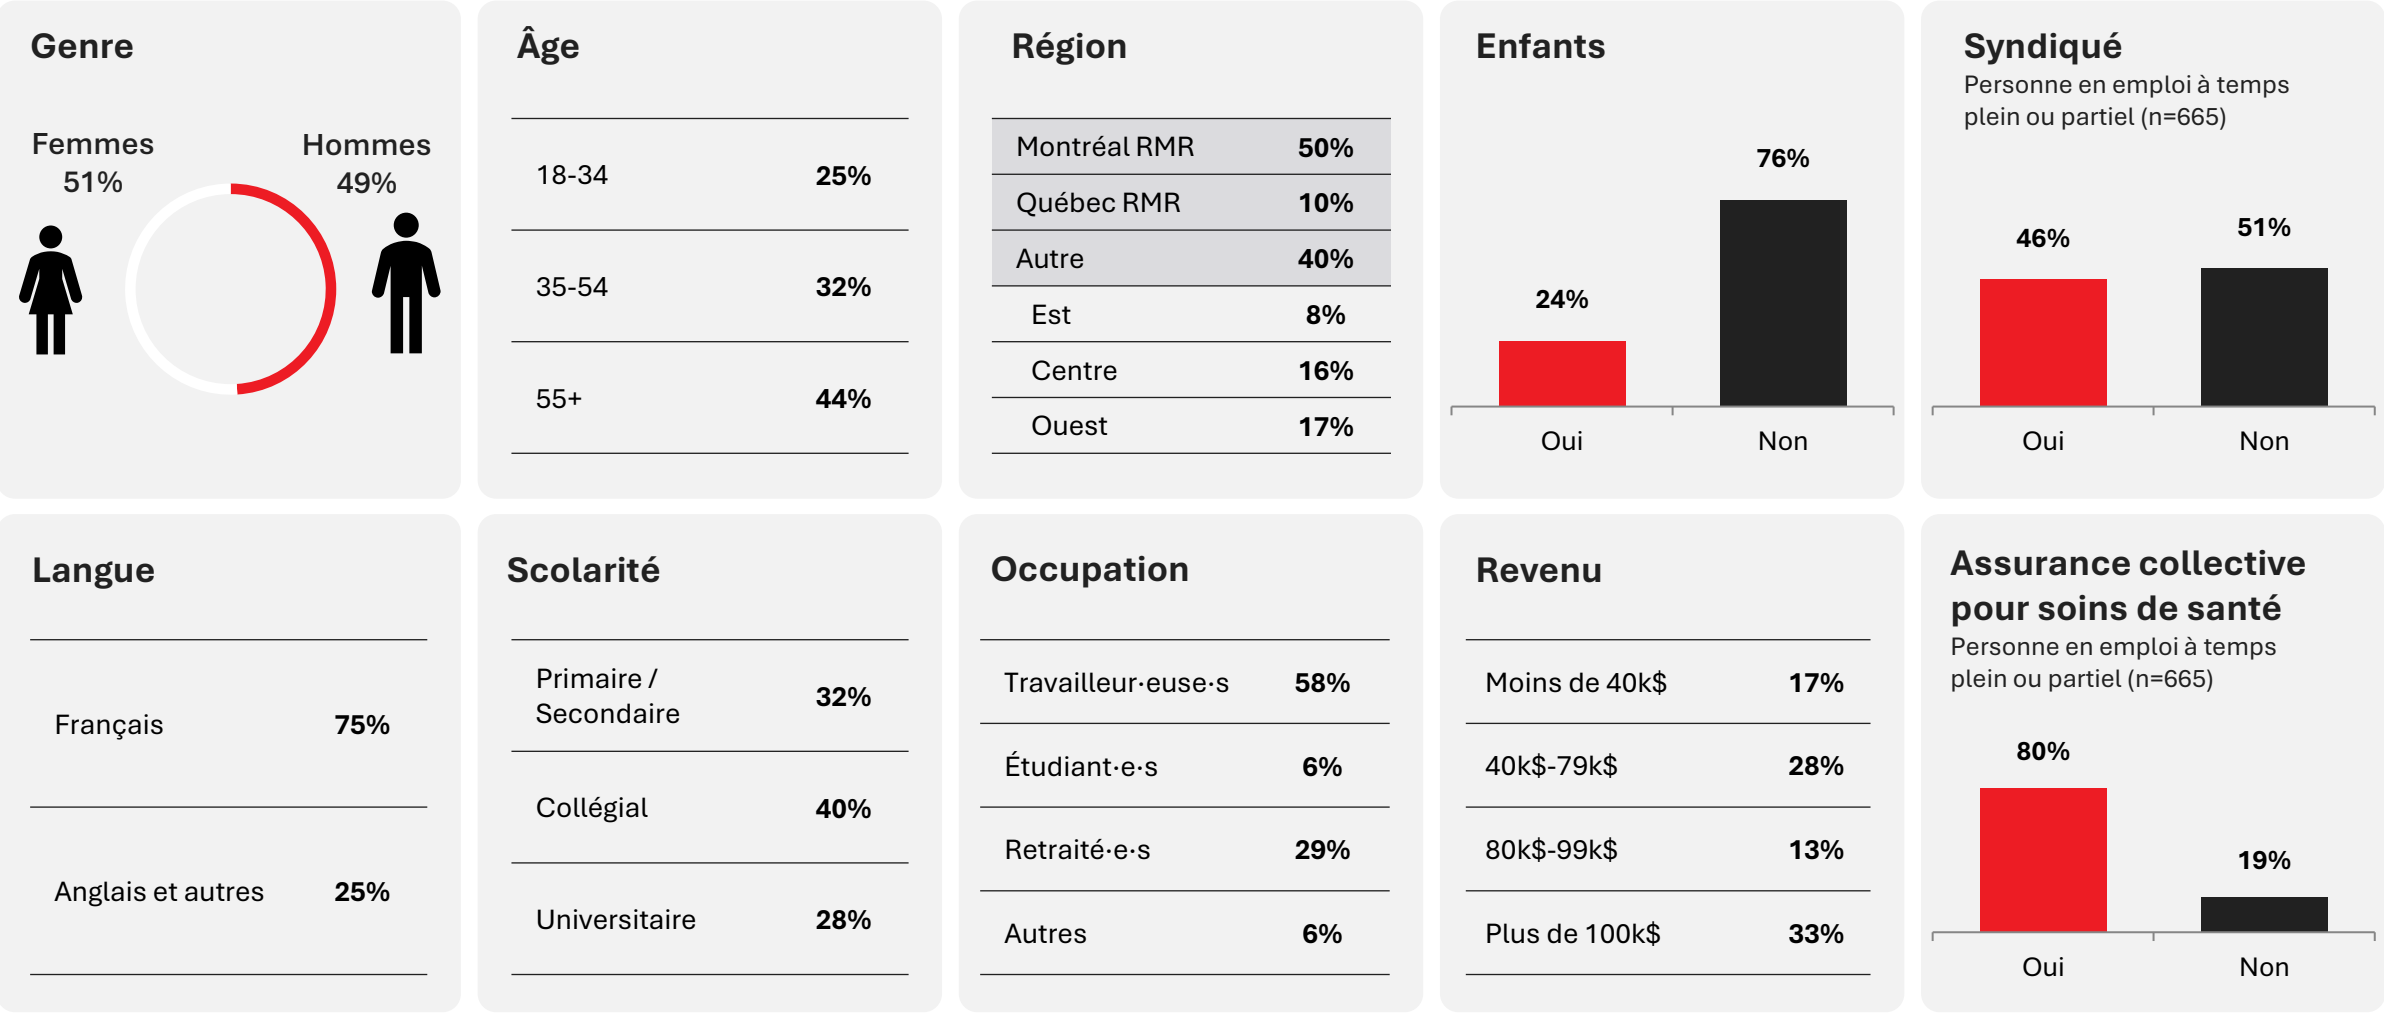 Genre
Femmes
51%
Hommes
49%
Âge
18-34 25%
35-54 32%
55+ 44%
Région
Montréal RMR 50%
Québec RMR 10%
Autre 40%
Est 8%
Centre 16%
Ouest 17%
Enfants
24%
76%
Oui Non
Syndiqué
Personne en emploi à temps
plein ou partiel (n=665)
46%
51%
Oui Non
Langue
Français 75%
Anglais et autres 25%
Scolarité
Primaire /
Secondaire 32%
Collégial 40%
Universitaire 28%
Occupation
Travailleur·euse·s 58%
Étudiant·e·s 6%
Retraité·e·s 29%
Autres 6%
Revenu
Moins de 40k$ 17%
40k$-79k$ 28%
80k$-99k$ 13%
Plus de 100k$ 33%
Assurance collective
pour soins de santé
Personne en emploi à temps
plein ou partiel (n=665)
80%
19%
Oui Non